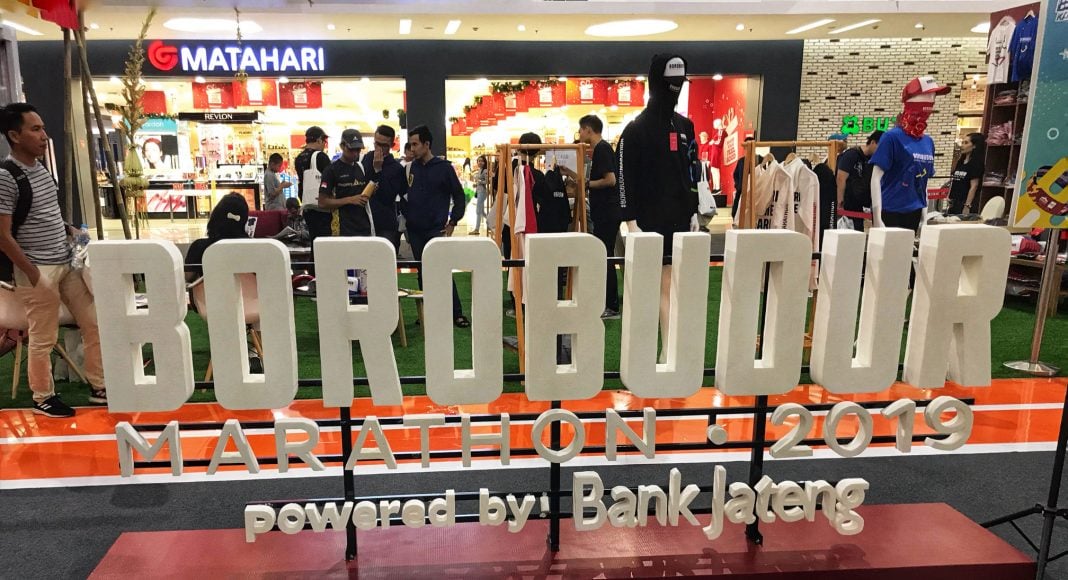 MATAHARI
REVLON
BOROBUDUR
MARATHON • 2019
powered by: Bank Jateng